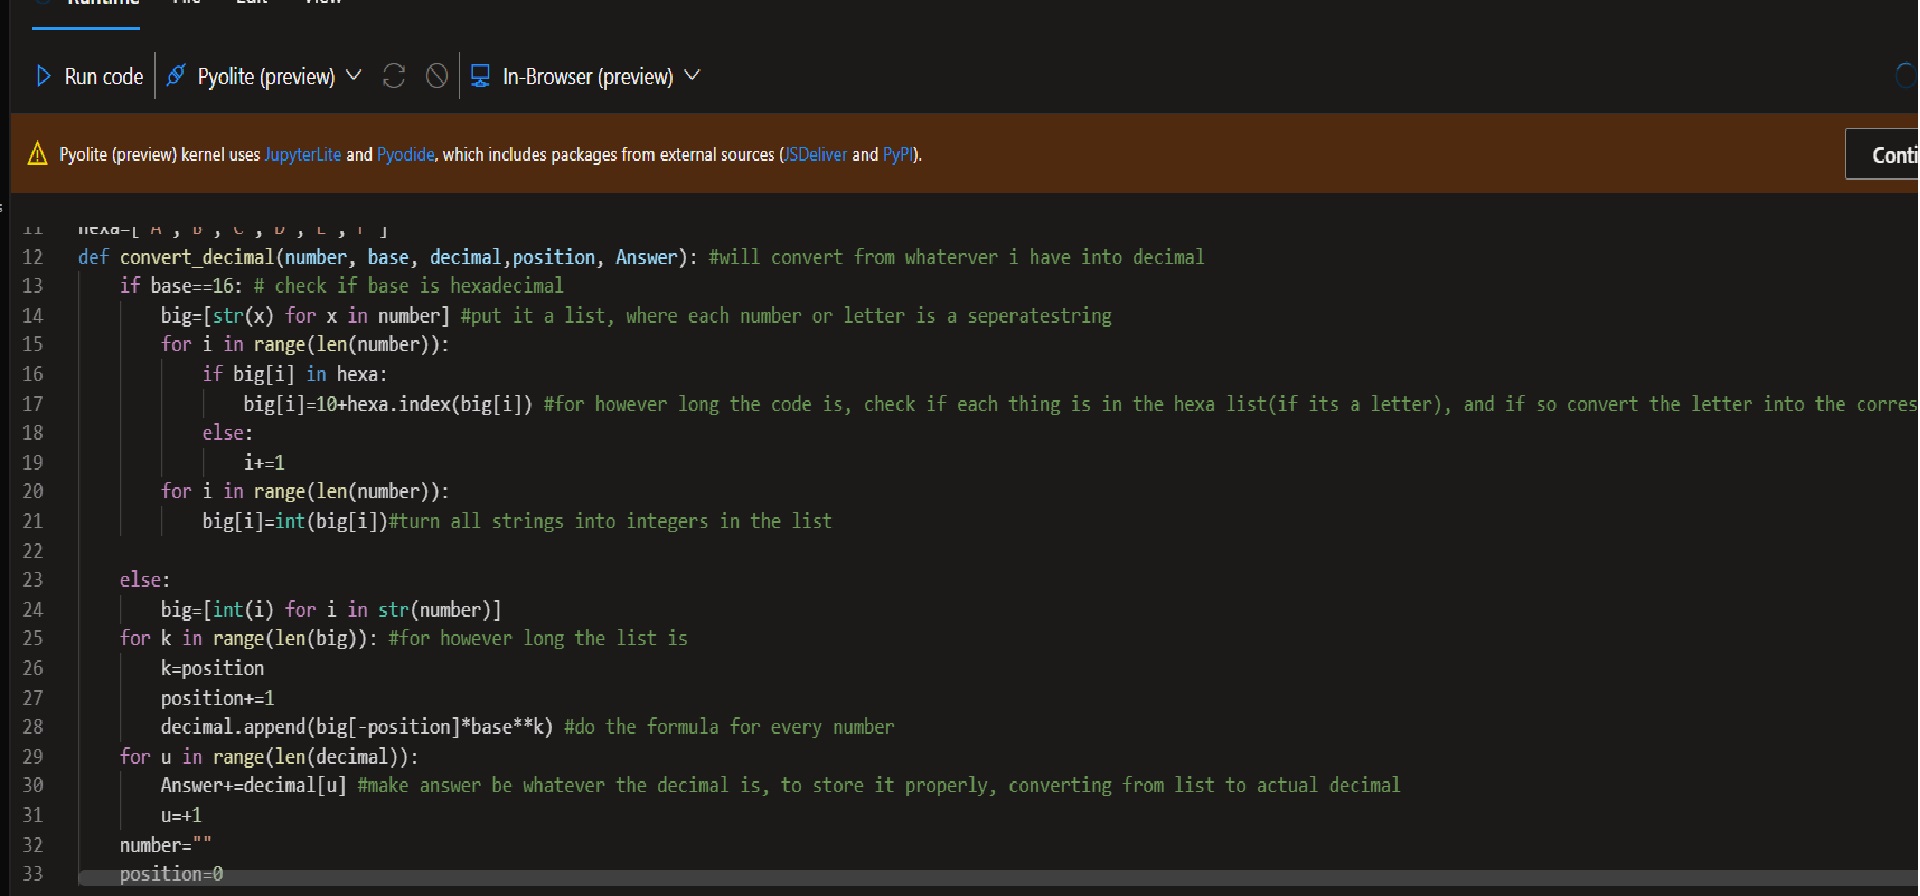 Runtime File Edit View
Run code Pyolite (preview) In-Browser (preview)
Pyolite (preview) kernel uses JupyterLite and Pyodide, which includes packages from external sources (JSDeliver and PyPI).
Conti
11 hexa=["A","B","C","D","E","F"]
12 def convert_decimal(number, base, decimal,position, Answer): #will convert from whaterver i have into decimal
13 if base==16: # check if base is hexadecimal
14 big=[str(x) for x in number] #put it a list, where each number or letter is a seperatestring
15 for i in range(len(number)):
16 if big[i] in hexa:
17 big[i]=10+hexa.index(big[i]) #for however long the code is, check if each thing is in the hexa list(if its a letter), and if so convert the letter into the corres
18 else:
19 i+=1
20 for i in range(len(number)):
21 big[i]=int(big[i])#turn all strings into integers in the list
22
23 else:
24 big=[int(i) for i in str(number)]
25 for k in range(len(big)): #for however long the list is
26 k=position
27 position+=1
28 decimal.append(big[-position]*base**k) #do the formula for every number
29 for u in range(len(decimal)):
30 Answer+=decimal[u] #make answer be whatever the decimal is, to store it properly, converting from list to actual decimal
31 u=+1
32 number=""
33 position=0